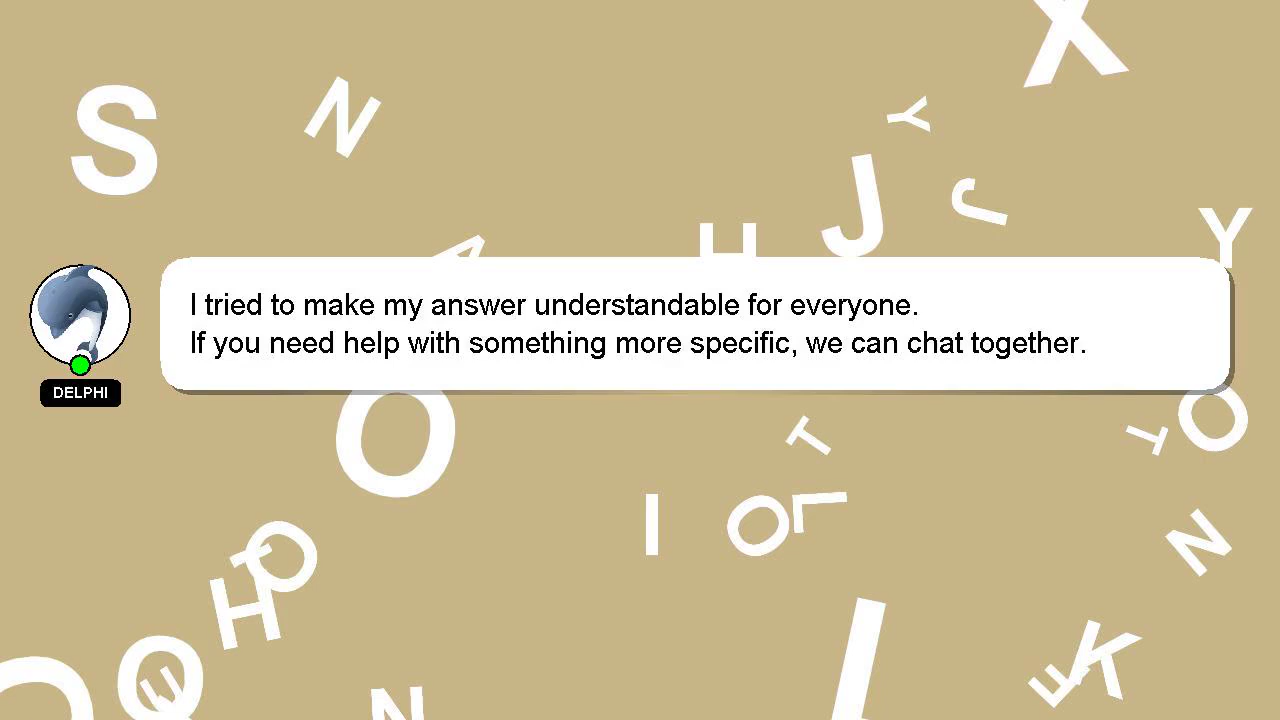 S
N
X
Y
J
J
Y
A
H
I tried to make my answer understandable for everyone.
If you need help with something more specific, we can chat together.
DELPHI
O
T
T
O
I
O
L
N
O
T
H
K
F
O
N